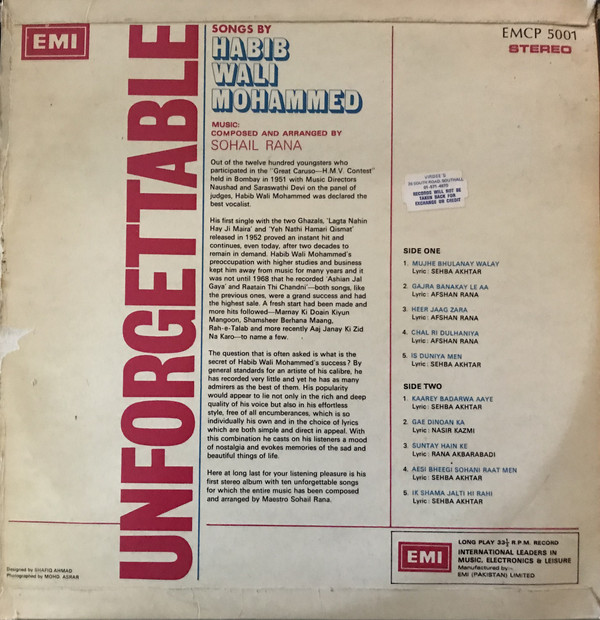 EMI
UNFORGETTABLE
SONGS BY
HABIB
WALI
MOHAMMED
MUSIC:
COMPOSED AND ARRANGED BY
SOHAIL RANA
Out of the twelve hundred youngsters who
participated in the "Great Caruso—H.M.V. Contest"
held in Bombay in 1951 with Music Directors
Naushad and Saraswathi Devi on the panel of
judges, Habib Wali Mohammed was declared the
best vocalist.
His first single with the two Ghazals, 'Lagta Nahin
Hay Ji Maira' and 'Yeh Nathi Hamari Qismat'
released in 1952 proved an instant hit and
continues, even today, after two decades to
remain in demand. Habib Wali Mohammed's
preoccupation with higher studies and business
kept him away from music for many years and it
was not until 1968 that he recorded 'Ashian Jal
Gaya' and Raatain Thi Chandni'—both songs, like
the previous ones, were a grand success and had
the highest sale. A fresh start had been made and
more hits followed—Marnay Ki Doain Kiyun
Mangoon, Shamsheer Berhana Maang,
Rah-e-Talab and more recently Aaj Janay Ki Zid
Na Karo—to name a few.
The question that is often asked is what is the
secret of Habib Wali Mohammed's success? By
general standards for an artiste of his calibre, he
has recorded very little and yet he has as many
admirers as the best of them. His popularity
would appear to lie not only in the rich and deep
quality of his voice but also in his effortless
style, free of all encumberances, which is so
individually his own and in the choice of lyrics
which are both simple and direct in appeal. With
this combination he casts on his listeners a mood
of nostalgia and evokes memories of the sad and
beautiful things of life.
Here at long last for your listening pleasure is his
first stereo album with ten unforgettable songs
for which the entire music has been composed
and arranged by Maestro Sohail Rana.
EMCP 5001
STEREO
RECORDS WILL NOT BE
TAKEN BACK FOR
EXCHANGE OR CREDIT
SIDE ONE
1. MUJHE BHULANAY WALAY
Lyric: SEHBA AKHTAR
2. GAJRA BANAKAY LE AA
Lyric: AFSHAN RANA
3. HEER JAAG ZARA
Lyric: AFSHAN RANA
4. CHAL RI DULHANIYA
Lyric: AFSHAN RANA
5. IS DUNIYA MEN
Lyric: SEHBA AKHTAR
SIDE TWO
1. KAAREY BADARWA AAYE
Lyric: SEHBA AKHTAR
2. GAE DINOAN KA
Lyric: NASIR KAZMI
3. SUNTAY HAIN KE
Lyric: RANA AKBARABADI
4. AESI BHEEGI SOHANI RAAT MEN
Lyric: SEHBA AKHTAR
5. IK SHAMA JALTI HI RAHI
Lyric: SEHBA AKHTAR
EMI
LONG PLAY 33⅓ R.P.M. RECORD
INTERNATIONAL LEADERS IN
MUSIC, ELECTRONICS & LEISURE
Manufactured by:-
EMI (PAKISTAN) LIMITED
Designed by SHAFIQ AHMAD
Photographed by MOHD. ASRAR